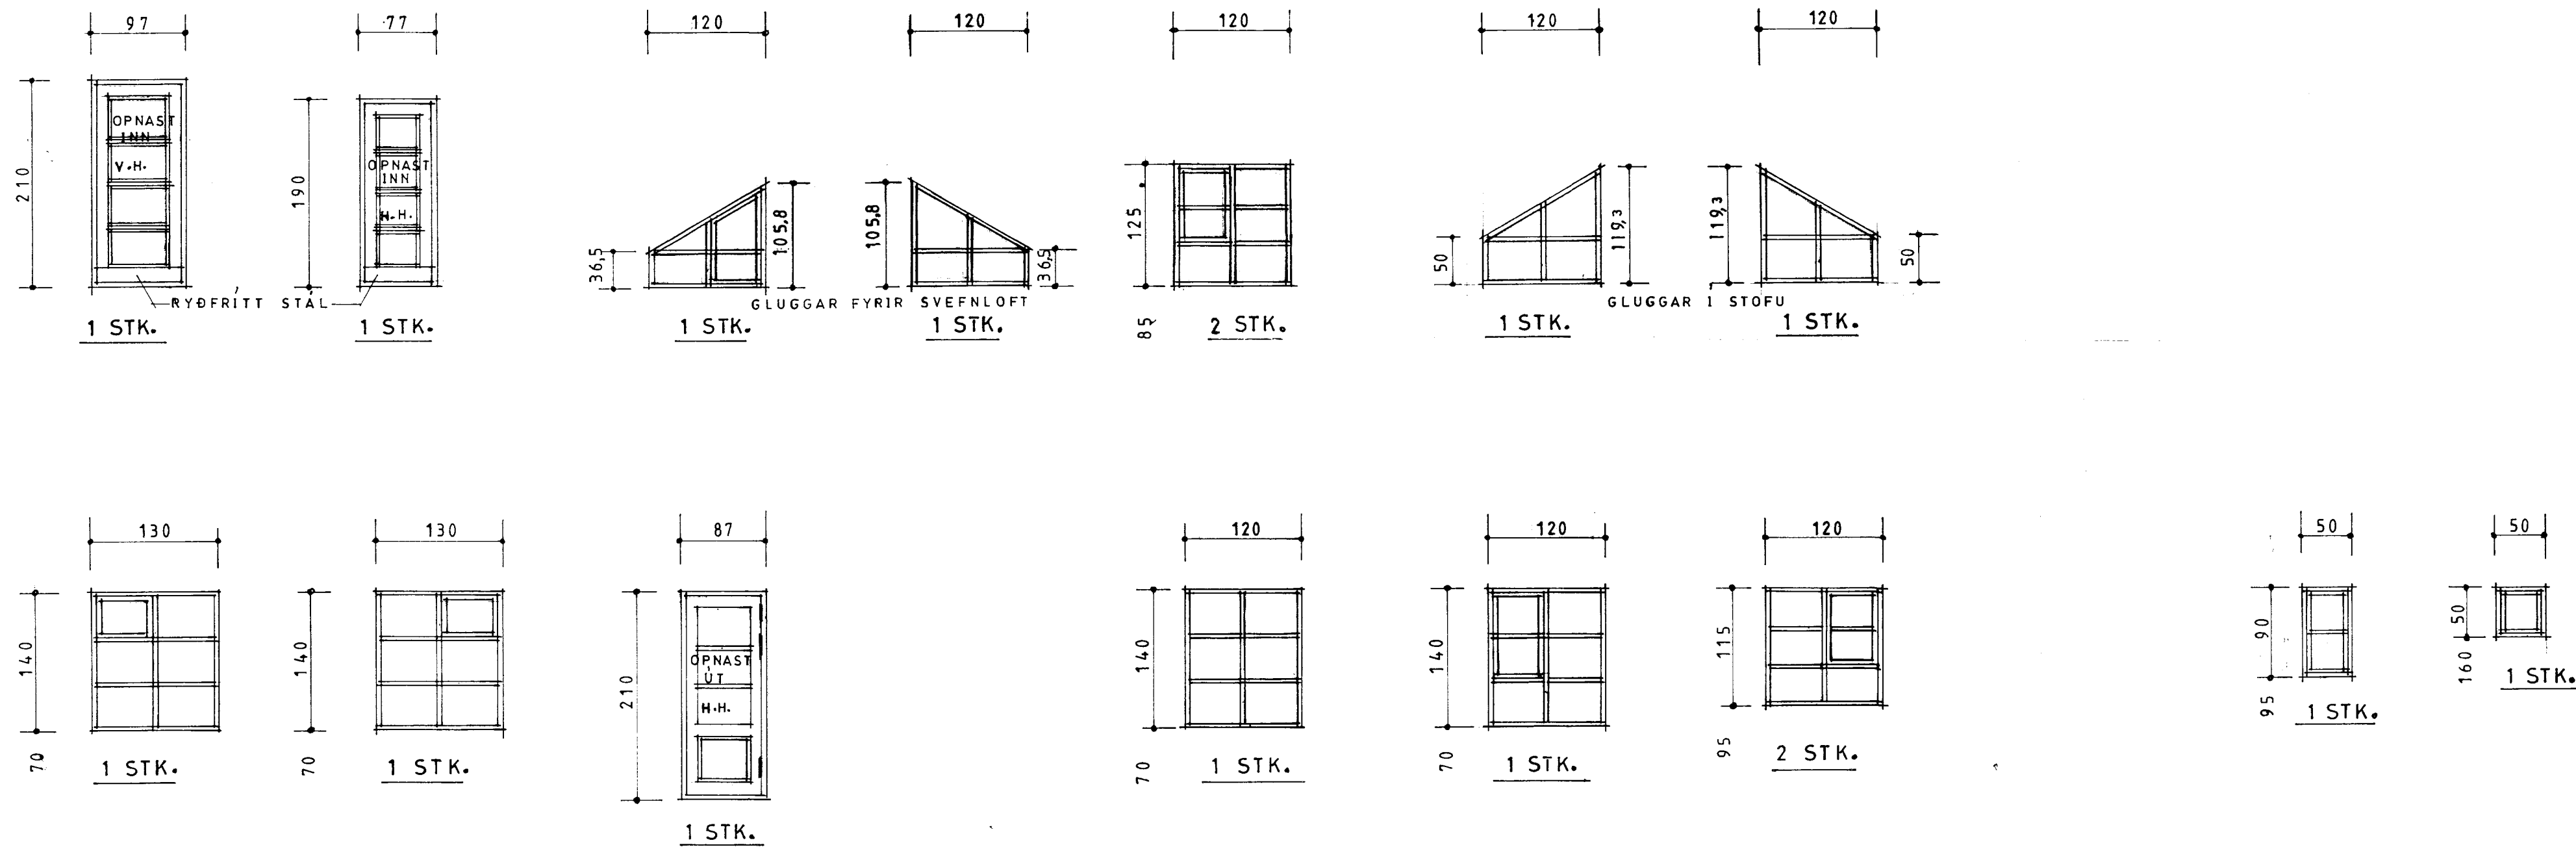 97
77
120
120
120
120
120
210
OPNAST
INN
V.H.
190
OPNAST
INN
H.H.
36,5
105,8
105,8
36,5
125
85
50
119,3
119,3
50
RYÐFRÍTT STÁL
GLUGGAR FYRIR SVEFNLOFT
GLUGGAR Í STOFU
1 STK.
1 STK.
1 STK.
1 STK.
2 STK.
1 STK.
1 STK.
130
130
87
120
120
120
50
50
140
70
140
70
210
OPNAST
ÚT
H.H.
140
70
140
70
115
95
90
95
50
160
1 STK.
1 STK.
1 STK.
1 STK.
1 STK.
2 STK.
1 STK.
1 STK.